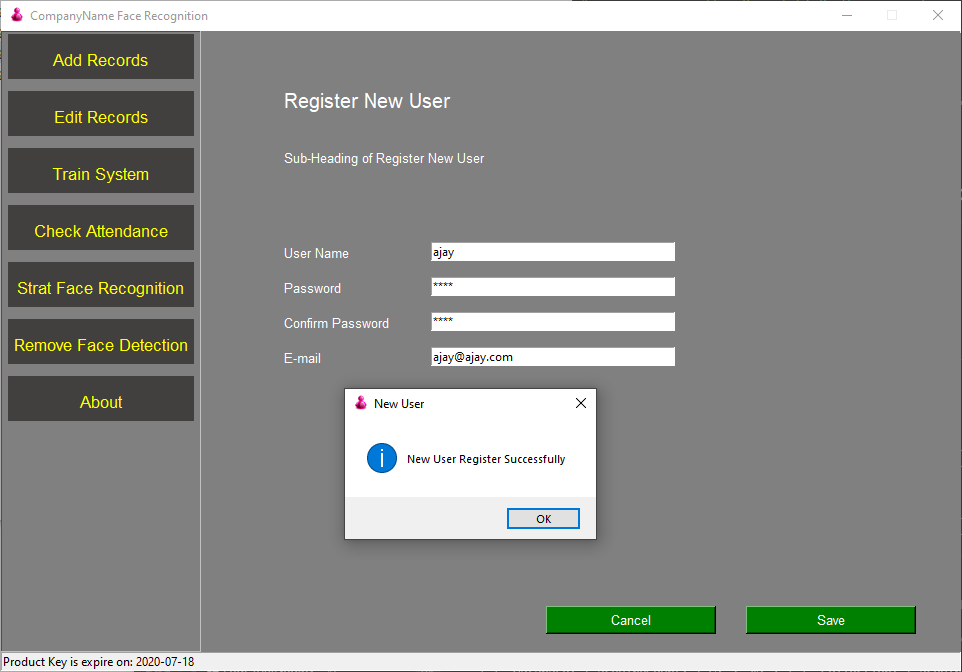 CompanyName Face Recognition
Add Records
Edit Records
Train System
Check Attendance
Strat Face Recognition
Remove Face Detection
About
Register New User
Sub-Heading of Register New User
User Name ajay
Password ****
Confirm Password ****
E-mail ajay@ajay.com
New User
New User Register Successfully
OK
Cancel Save
Product Key is expire on: 2020-07-18